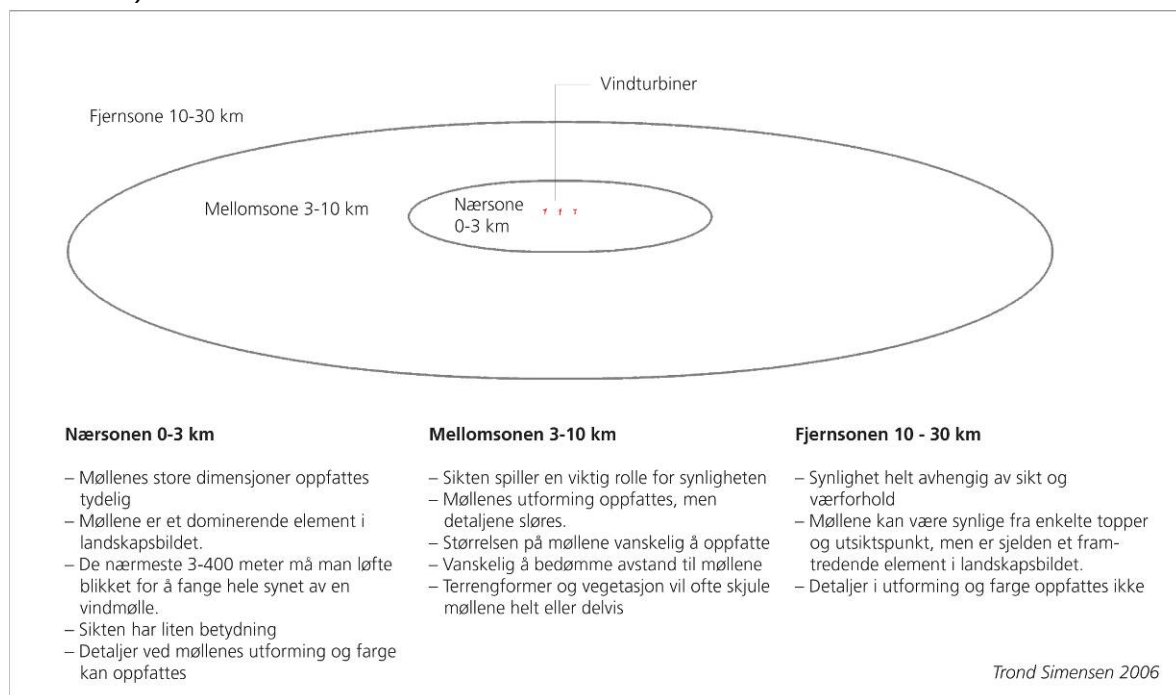 Vindturbiner
Fjernsone 10-30 km
Mellomsone 3-10 km
Nærsone
0-3 km
Nærsonen 0-3 km
– Møllenes store dimensjoner oppfattes
tydelig
– Møllene er et dominerende element i
landskapsbildet.
– De nærmeste 3-400 meter må man løfte
blikket for å fange hele synet av en
vindmølle.
– Sikten har liten betydning
– Detaljer ved møllenes utforming og farge
kan oppfattes
Mellomsonen 3-10 km
– Sikten spiller en viktig rolle for synligheten
– Møllenes utforming oppfattes, men
detaljene sløres.
– Størrelsen på møllene vanskelig å oppfatte
– Vanskelig å bedømme avstand til møllene
– Terrengformer og vegetasjon vil ofte skjule
møllene helt eller delvis
Fjernsonen 10 - 30 km
– Synlighet helt avhengig av sikt og
værforhold
– Møllene kan være synlige fra enkelte topper
og utsiktspunkt, men er sjelden et fram-
tredende element i landskapsbildet.
– Detaljer i utforming og farge oppfattes ikke
Trond Simensen 2006